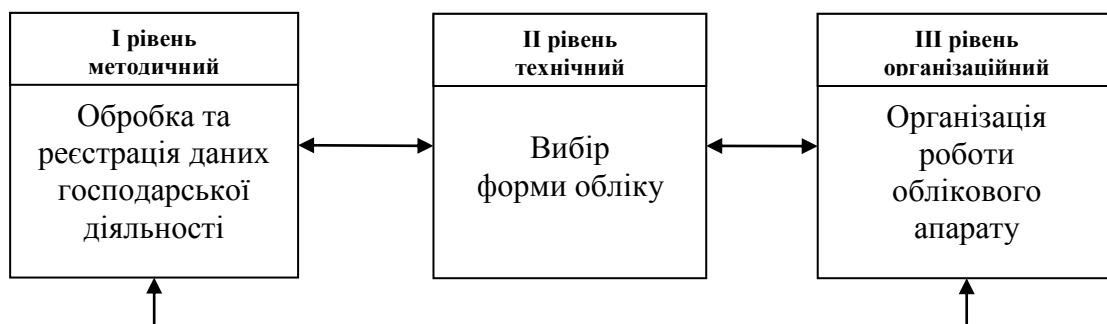 І рівень
методичний
Обробка та
реєстрація даних
господарської
діяльності
ІІ рівень
технічний
Вибір
форми обліку
ІІІ рівень
організаційний
Організація
роботи
облікового
апарату